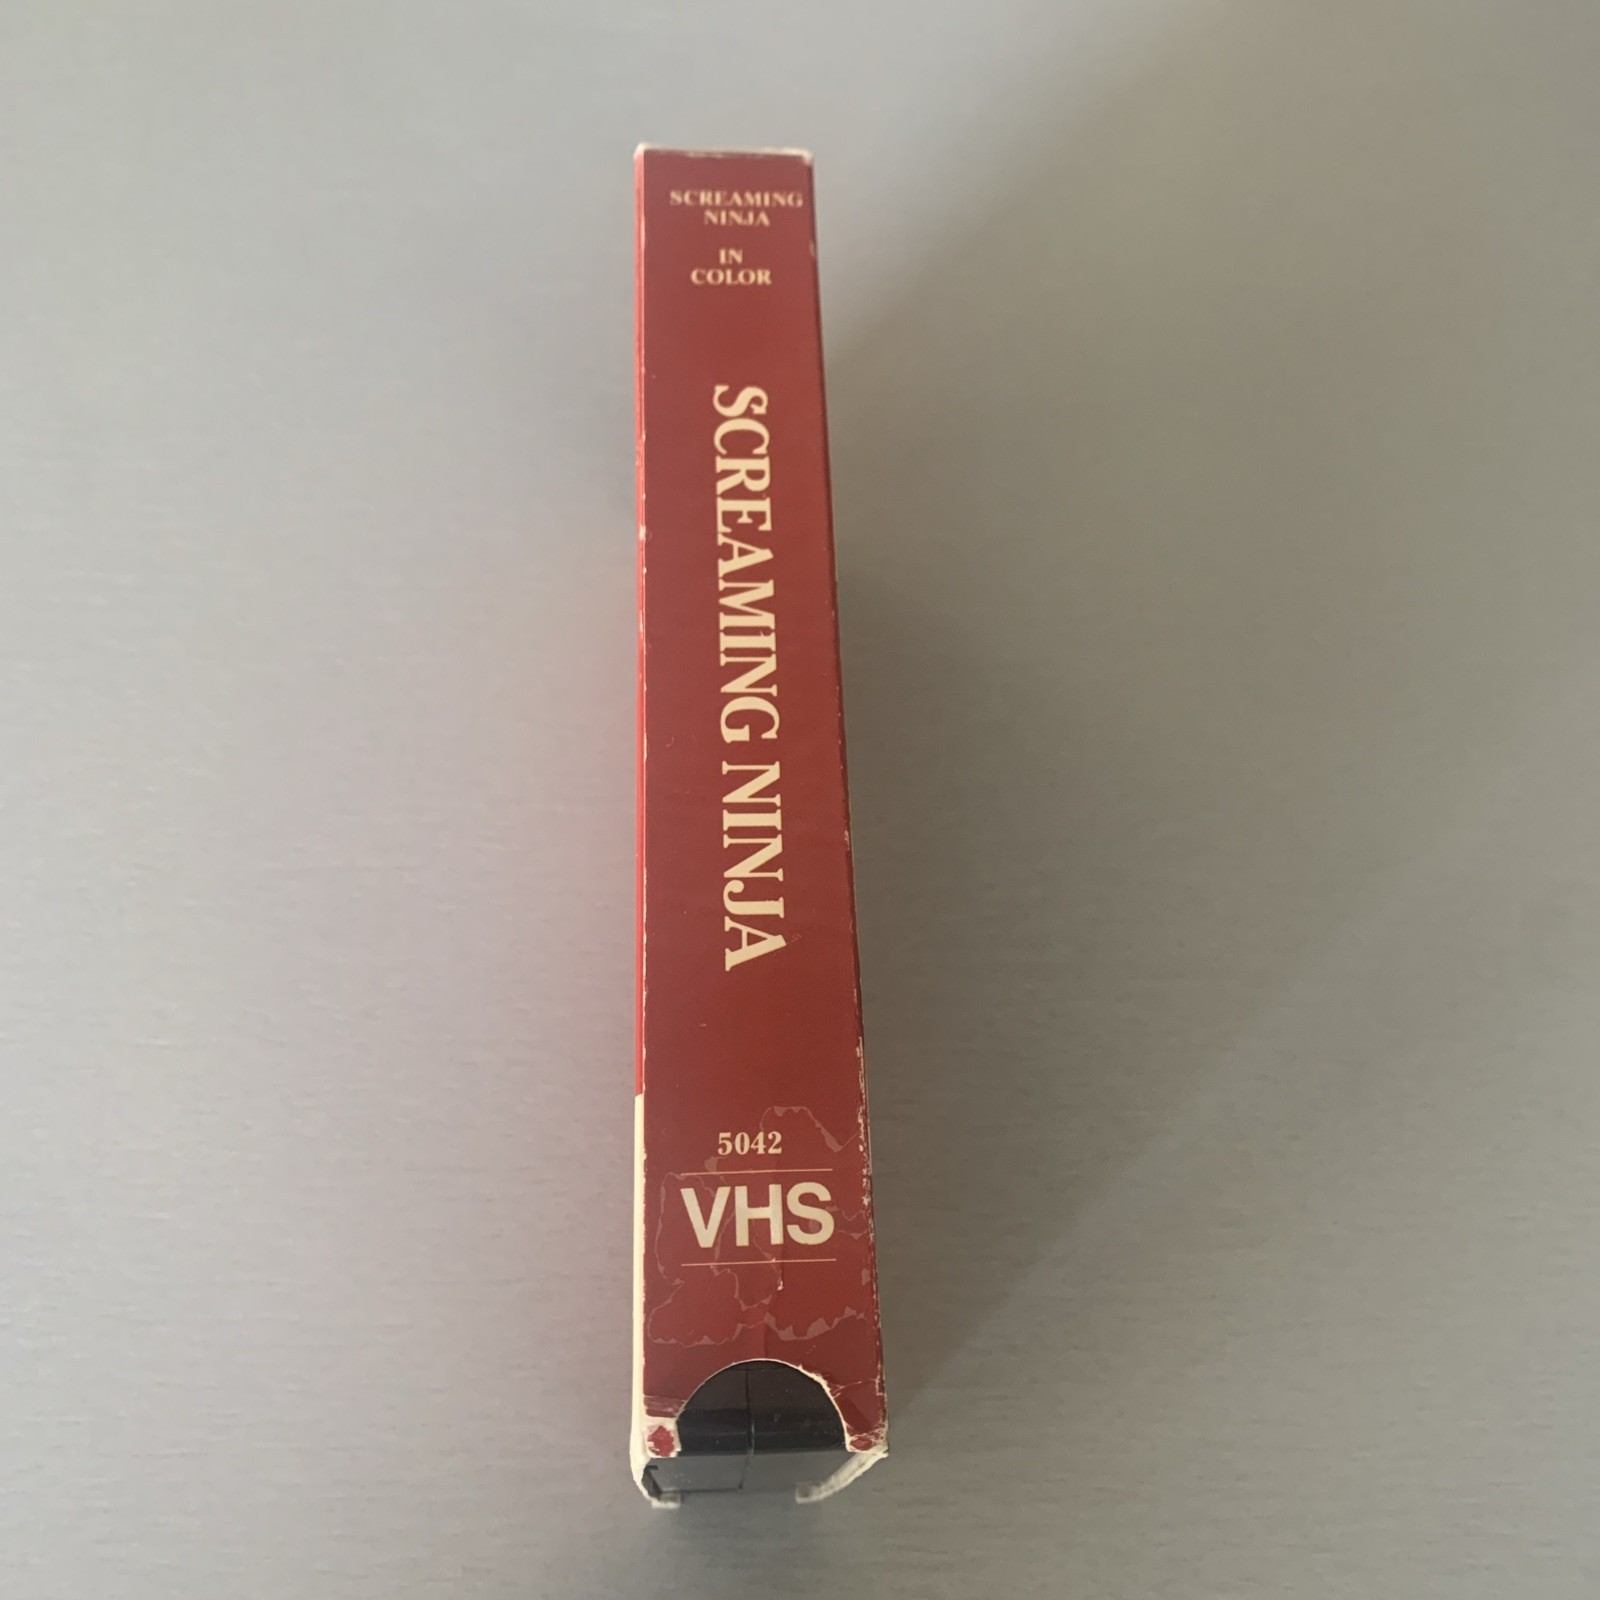 SCREAMING
NINJA
IN
COLOR
SCREAMING NINJA
5042
VHS